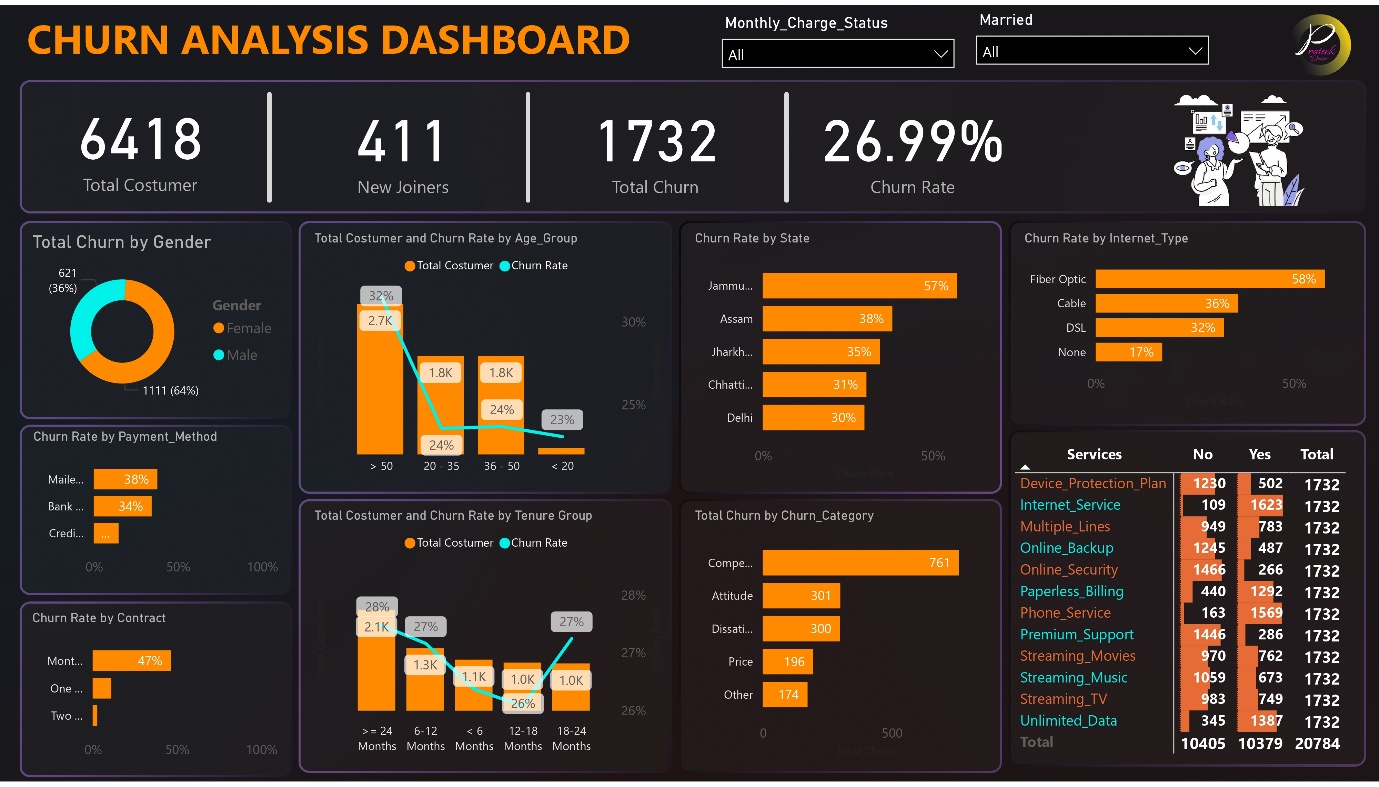 CHURN ANALYSIS DASHBOARD
Monthly_Charge_Status
All
Married
All
6418
Total Costumer
411
New Joiners
1732
Total Churn
26.99%
Churn Rate
Total Churn by Gender
621
(36%)
1111 (64%)
Gender
Female
Male
Total Costumer and Churn Rate by Age_Group
Total Costumer Churn Rate
32%
2.7K
1.8K
24%
1.8K
24%
23%
30%
25%
> 50 20 - 35 36 - 50 < 20
Churn Rate by State
Jammu... 57%
Assam 38%
Jharkh... 35%
Chhatti... 31%
Delhi 30%
0% 50%
Churn Rate
Churn Rate by Internet_Type
Fiber Optic 58%
Cable 36%
DSL 32%
None 17%
0% 50%
Churn Rate
Churn Rate by Payment_Method
Maile... 38%
Bank ... 34%
Credi... ...
0% 50% 100%
Churn Rate by Contract
Mont... 47%
One ...
Two ...
0% 50% 100%
Total Costumer and Churn Rate by Tenure Group
Total Costumer Churn Rate
28%
2.1K
27%
1.3K
1.1K
1.0K
26%
27%
1.0K
28%
27%
26%
>= 24 Months
6-12 Months
< 6 Months
12-18 Months
18-24 Months
Total Churn by Churn_Category
Compe... 761
Attitude 301
Dissati... 300
Price 196
Other 174
0 500
Total Churn
Services No Yes Total
Device_Protection_Plan 1230 502 1732
Internet_Service 109 1623 1732
Multiple_Lines 949 783 1732
Online_Backup 1245 487 1732
Online_Security 1466 266 1732
Paperless_Billing 440 1292 1732
Phone_Service 163 1569 1732
Premium_Support 1446 286 1732
Streaming_Movies 970 762 1732
Streaming_Music 1059 673 1732
Streaming_TV 983 749 1732
Unlimited_Data 345 1387 1732
Total 10405 10379 20784